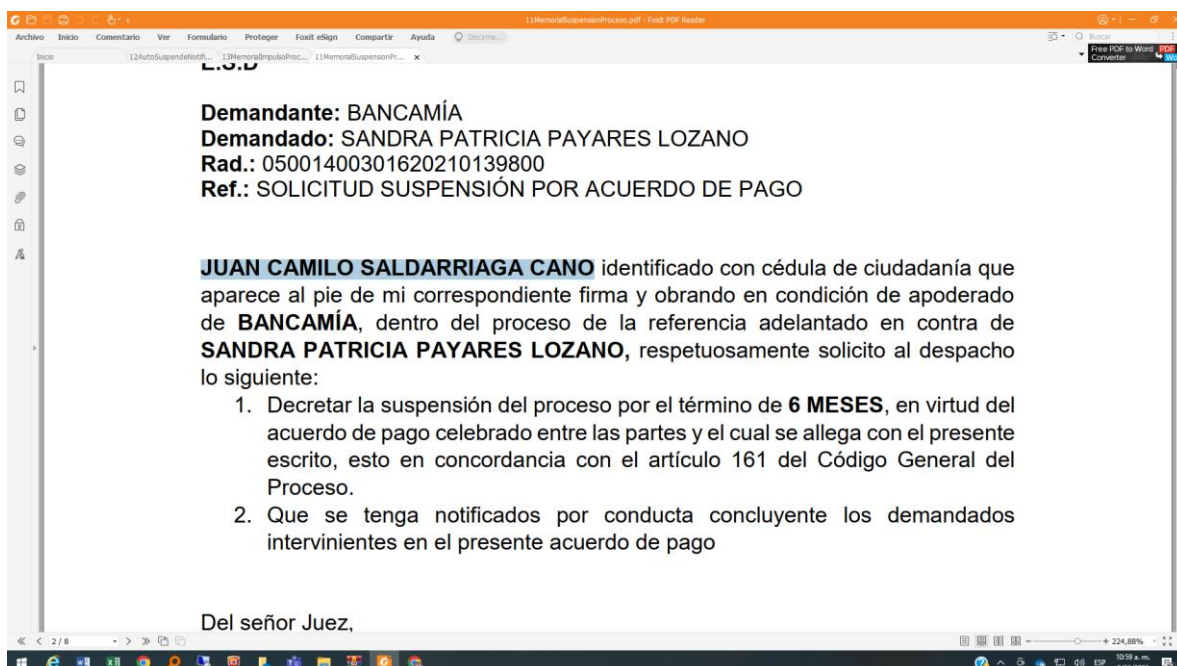 11MemorialSuspensionProceso.pdf - Foxit PDF Reader
Archivo Inicio Comentario Ver Formulario Proteger Foxit eSign Compartir Ayuda Decirme... Buscar
Inicio 12AutoSuspendeNotifi... 13MemorialImpulsoProc... 11MemorialSuspensionPr... x
Free PDF to Word Converter
E.S.D
Demandante: BANCAMÍA
Demandado: SANDRA PATRICIA PAYARES LOZANO
Rad.: 05001400301620210139800
Ref.: SOLICITUD SUSPENSIÓN POR ACUERDO DE PAGO
JUAN CAMILO SALDARRIAGA CANO identificado con cédula de ciudadanía que
aparece al pie de mi correspondiente firma y obrando en condición de apoderado
de BANCAMÍA, dentro del proceso de la referencia adelantado en contra de
SANDRA PATRICIA PAYARES LOZANO, respetuosamente solicito al despacho
lo siguiente:
1. Decretar la suspensión del proceso por el término de 6 MESES, en virtud del
acuerdo de pago celebrado entre las partes y el cual se allega con el presente
escrito, esto en concordancia con el artículo 161 del Código General del
Proceso.
2. Que se tenga notificados por conducta concluyente los demandados
intervinientes en el presente acuerdo de pago
Del señor Juez,
2 / 8
224,88%
ESP 10:59 a. m.